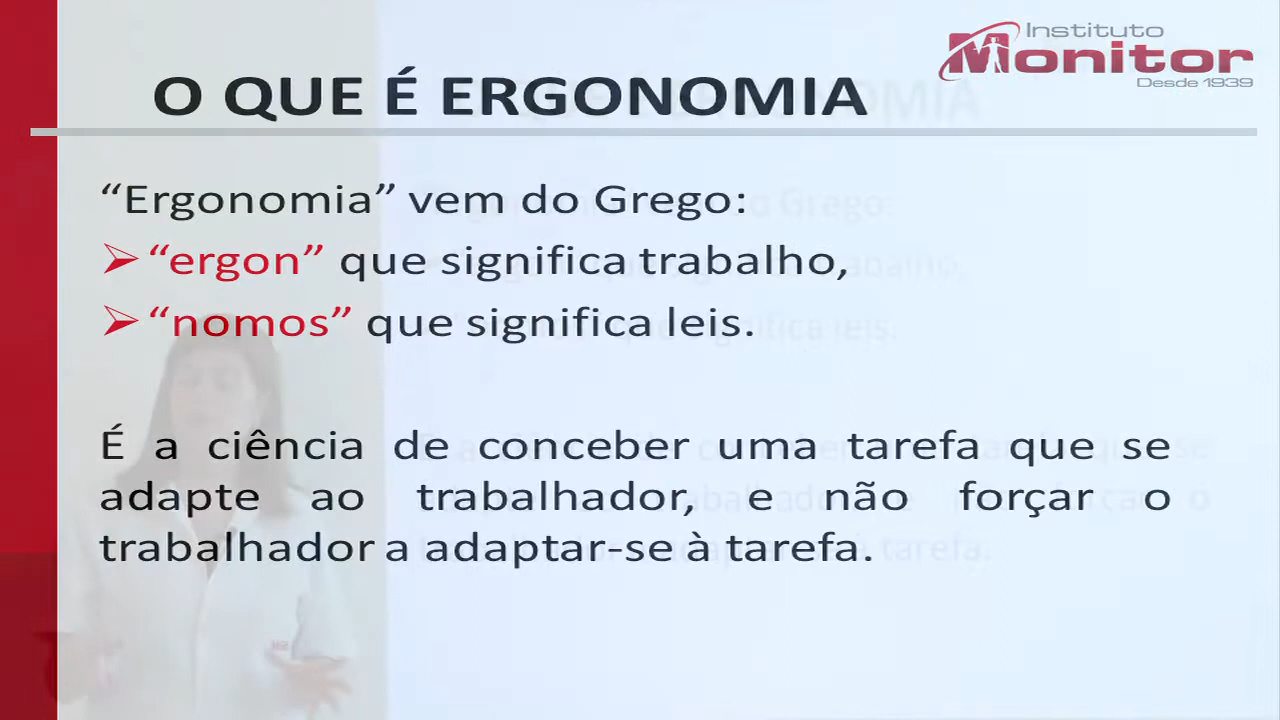 Instituto
Monitor
Desde 1939
O QUE É ERGONOMIA
“Ergonomia” vem do Grego:
“ergon” que significa trabalho,
“nomos” que significa leis.
É a ciência de conceber uma tarefa que se
adapte ao trabalhador, e não forçar o
trabalhador a adaptar-se à tarefa.